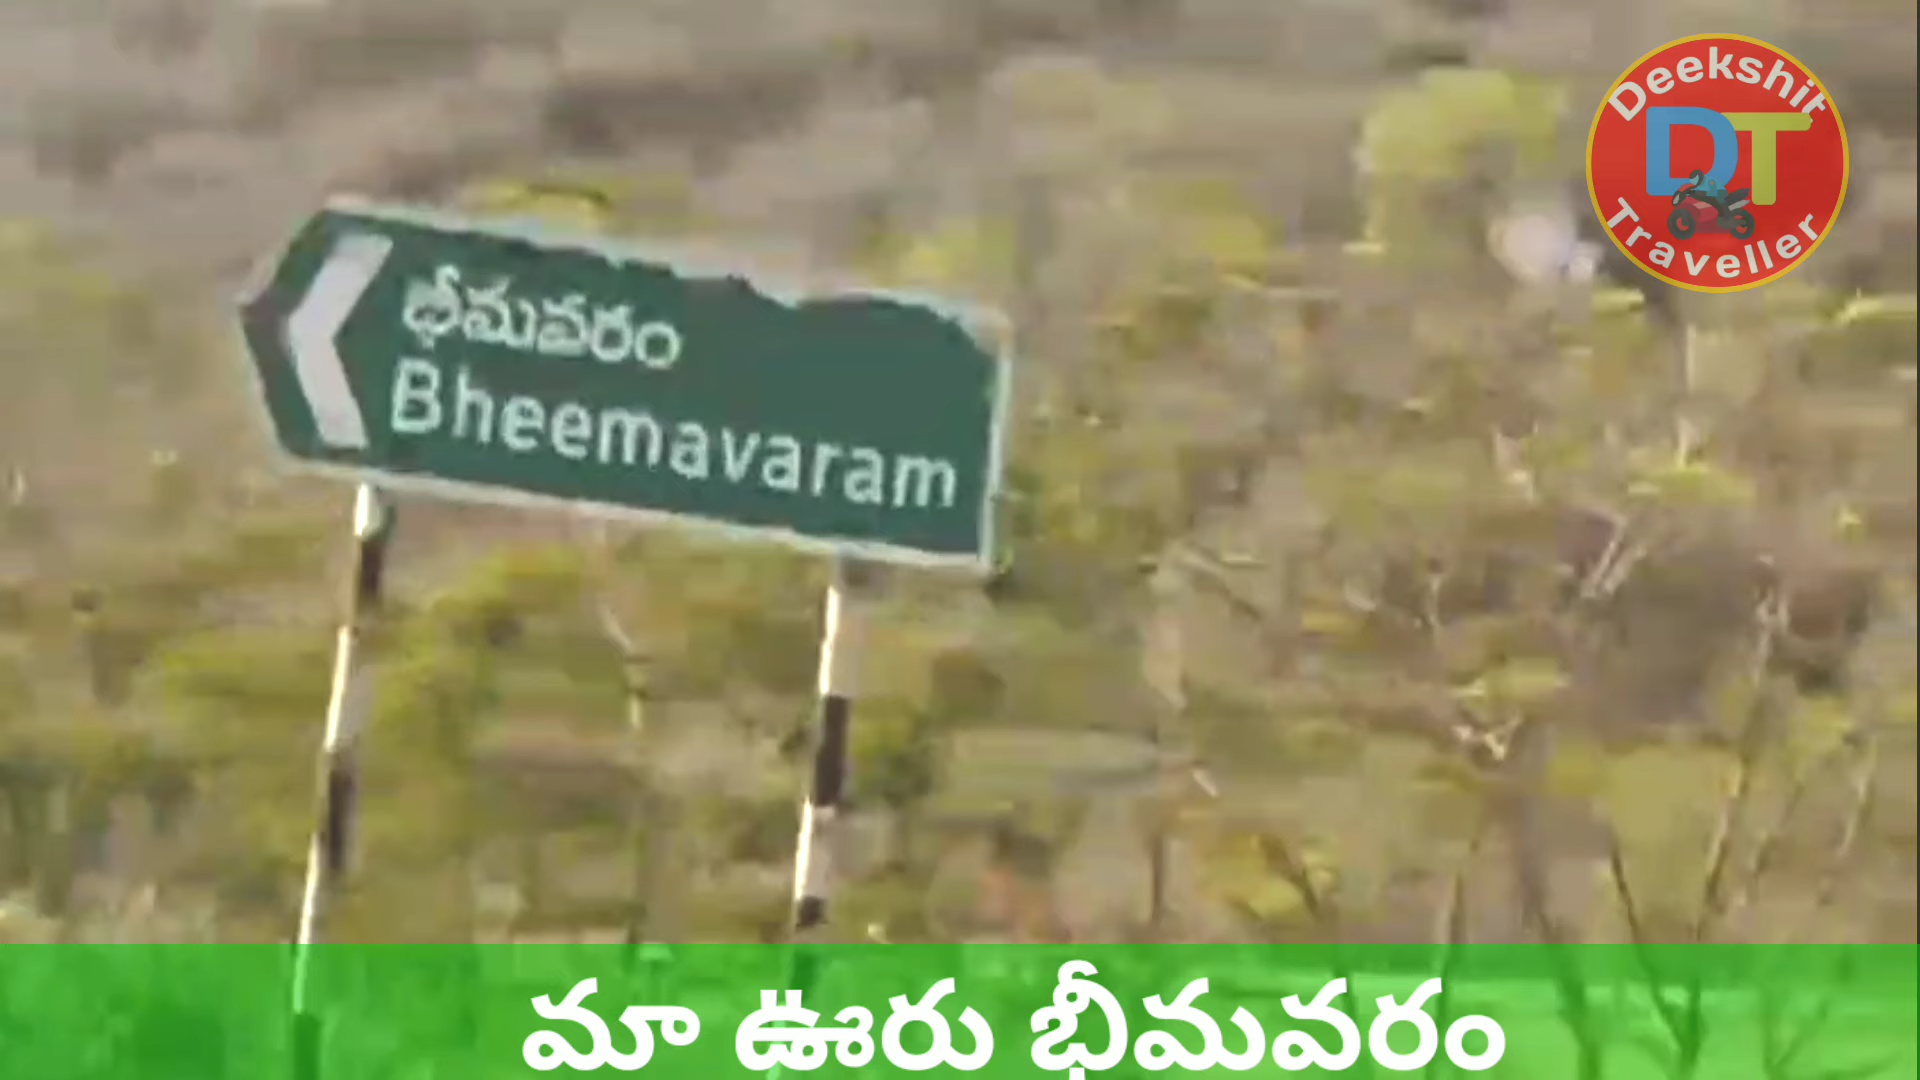 Deekshit
DT
Traveller
భీమవరం
Bheemavaram
మా ఊరు భీమవరం